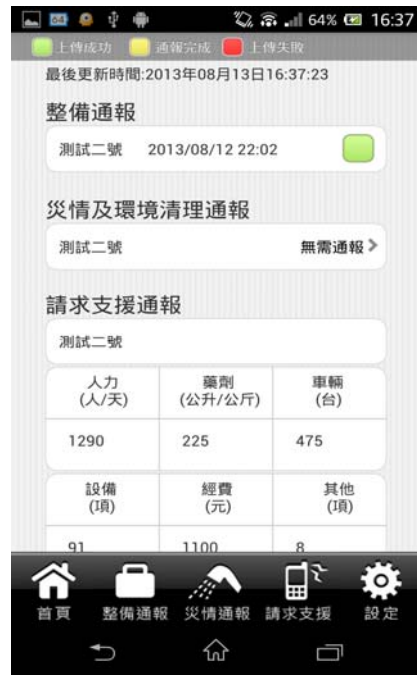 64 64% 16:37
上傳成功 通報完成 上傳失敗
最後更新時間:2013年08月13日16:37:23
整備通報
測試二號 2013/08/12 22:02
災情及環境清理通報
測試二號 無需通報
請求支援通報
測試二號
人力 藥劑 車輛
(人/天) (公升/公斤) (台)
1290 225 475
設備 經費 其他
(項) (元) (項)
91 1100 8
首頁 整備通報 災情通報 請求支援 設定